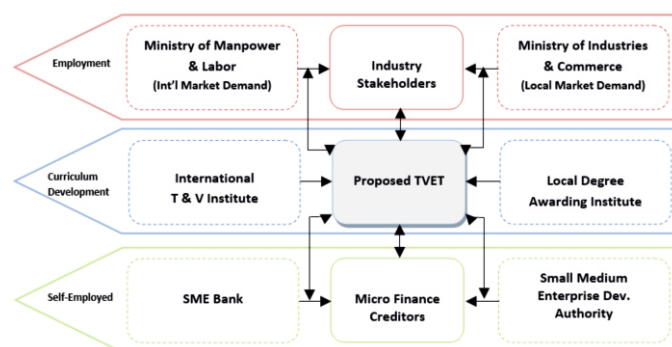 Employment
Ministry of Manpower
& Labor
(Int'l Market Demand)
Industry
Stakeholders
Ministry of Industries
& Commerce
(Local Market Demand)
Curriculum
Development
International
T & V Institute
Proposed TVET
Local Degree
Awarding Institute
Self-Employed
SME Bank
Micro Finance
Creditors
Small Medium
Enterprise Dev.
Authority